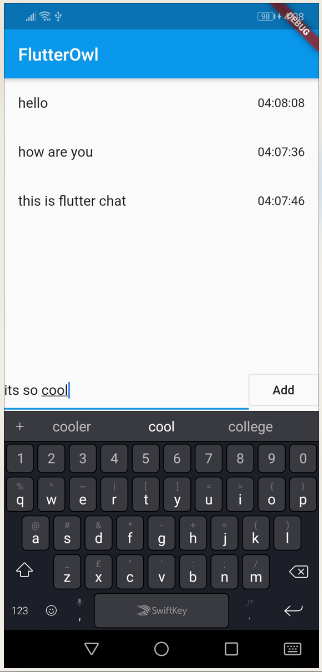 98
DEBUG
FlutterOwl
hello 04:08:08
how are you 04:07:36
this is flutter chat 04:07:46
its so cool Add
+ cooler cool college
1 2 3 4 5 6 7 8 9 0
% ^ ~ | [ ] < > { }
q w e r t y u i o p
@ # & * - + = ( )
a s d f g h j k l
_ £ " ' : ; /
z x c v b n m
123 , SwiftKey .